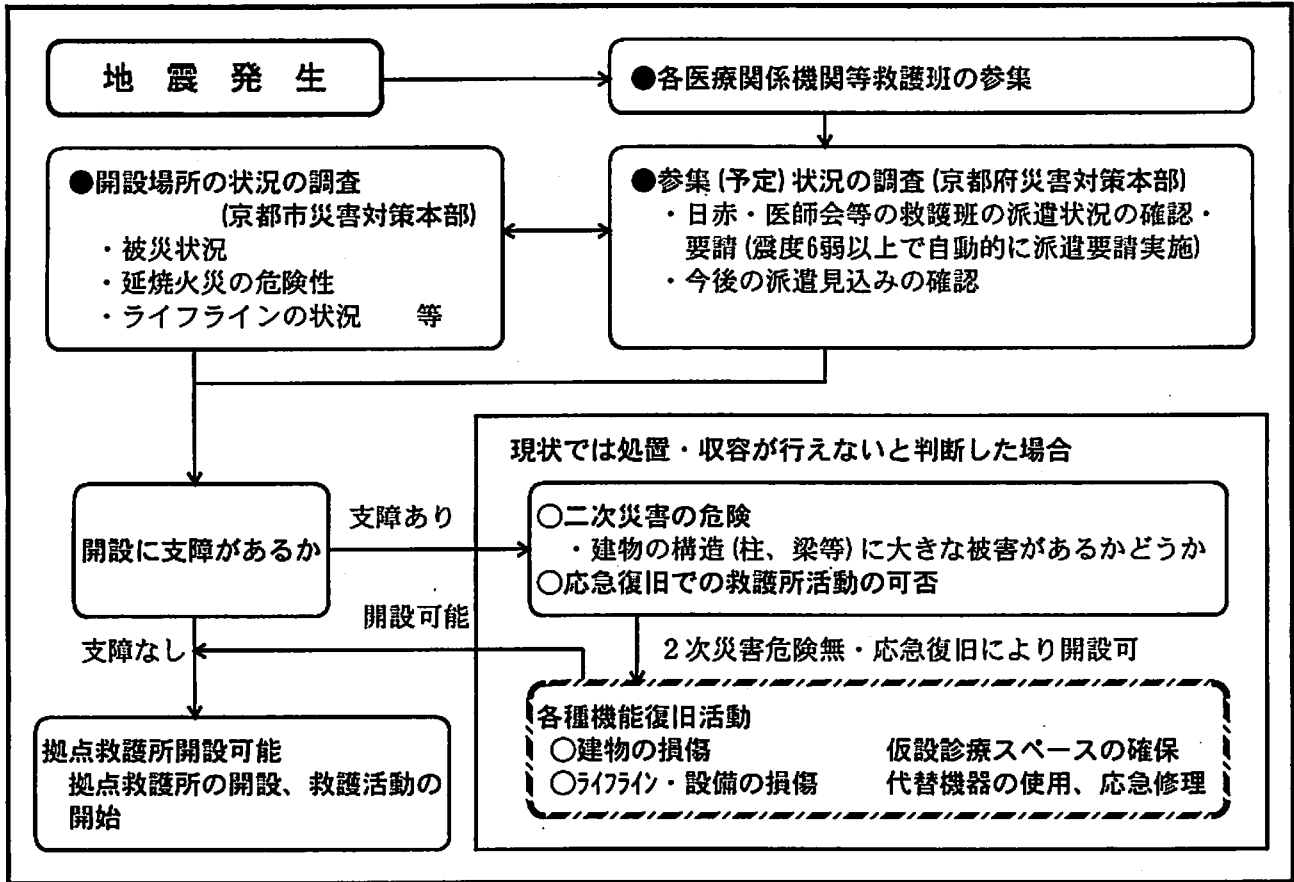 地震発生
●各医療関係機関等救護班の参集
●開設場所の状況の調査
(京都市災害対策本部)
・被災状況
・延焼火災の危険性
・ライフラインの状況 等
●参集(予定)状況の調査(京都府災害対策本部)
・日赤・医師会等の救護班の派遣状況の確認・
要請(震度6弱以上で自動的に派遣要請実施)
・今後の派遣見込みの確認
開設に支障があるか
支障あり
現状では処置・収容が行えないと判断した場合
○二次災害の危険
・建物の構造(柱、梁等)に大きな被害があるかどうか
○応急復旧での救護所活動の可否
開設可能
支障なし
2次災害危険無・応急復旧により開設可
各種機能復旧活動
○建物の損傷 仮設診療スペースの確保
○ライフライン・設備の損傷 代替機器の使用、応急修理
拠点救護所開設可能
拠点救護所の開設、救護活動の
開始